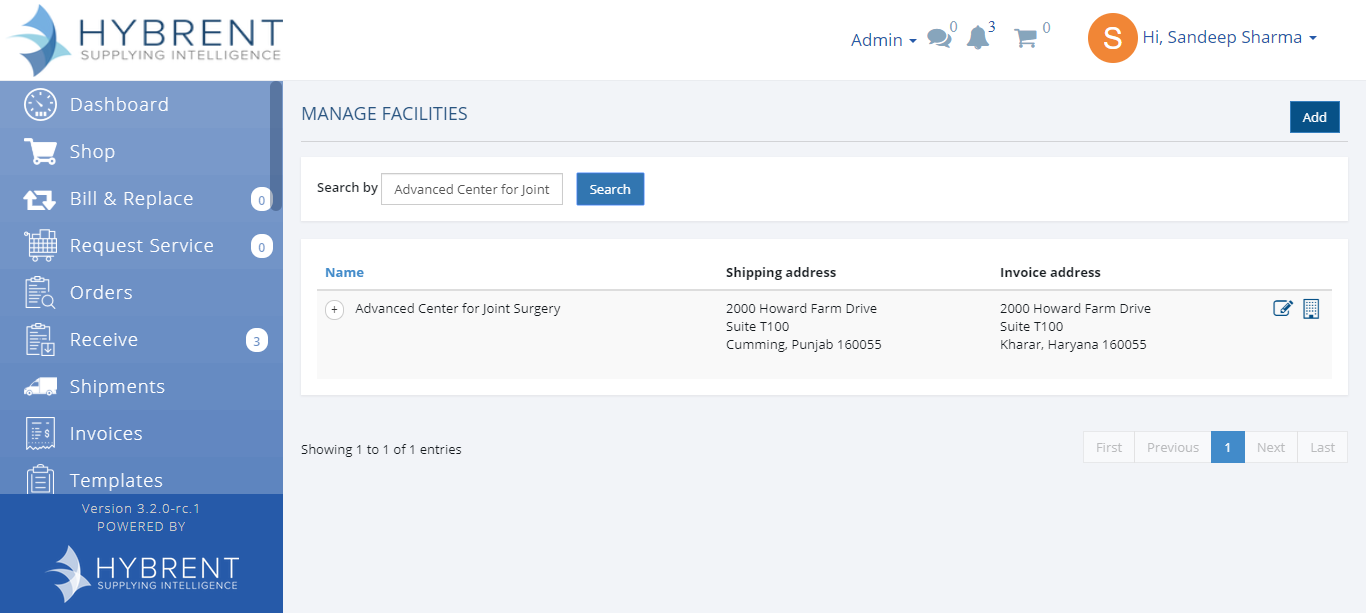 HYBRENT
SUPPLYING INTELLIGENCE
Admin
0
3
0
S
Hi, Sandeep Sharma
Dashboard
Shop
Bill & Replace
0
Request Service
0
Orders
Receive
3
Shipments
Invoices
Templates
Version 3.2.0-rc.1
POWERED BY
HYBRENT
SUPPLYING INTELLIGENCE
MANAGE FACILITIES
Add
Search by
Advanced Center for Joint
Search
Name Shipping address Invoice address
+ Advanced Center for Joint Surgery 2000 Howard Farm Drive 2000 Howard Farm Drive
Suite T100 Suite T100
Cumming, Punjab 160055 Kharar, Haryana 160055
Showing 1 to 1 of 1 entries
First Previous 1 Next Last